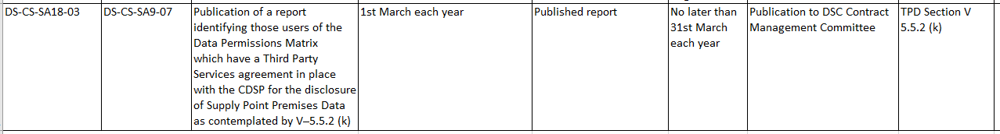 DS-CS-SA18-03
DS-CS-SA9-07
Publication of a report
identifying those users of the
Data Permissions Matrix
which have a Third Party
Services agreement in place
with the CDSP for the disclosure
of Supply Point Premises Data
as contemplated by V–5.5.2 (k)
1st March each year
Published report
No later than
31st March
each year
Publication to DSC Contract
Management Committee
TPD Section V
5.5.2 (k)